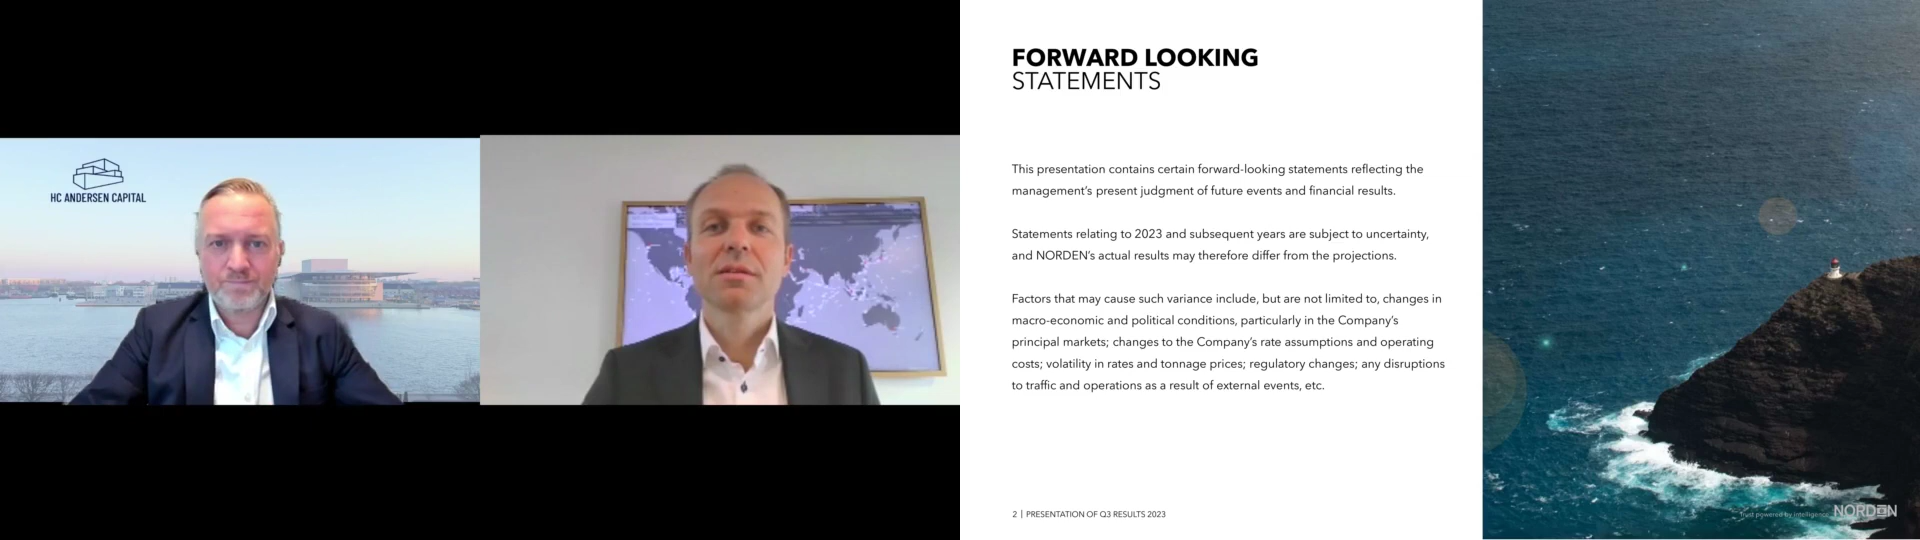 HC ANDERSEN CAPITAL
FORWARD LOOKING
STATEMENTS
This presentation contains certain forward-looking statements reflecting the
management's present judgment of future events and financial results.
Statements relating to 2023 and subsequent years are subject to uncertainty,
and NORDEN's actual results may therefore differ from the projections.
Factors that may cause such variance include, but are not limited to, changes in
macro-economic and political conditions, particularly in the Company's
principal markets; changes to the Company's rate assumptions and operating
costs; volatility in rates and tonnage prices; regulatory changes; any disruptions
to traffic and operations as a result of external events, etc.
2 | PRESENTATION OF Q3 RESULTS 2023
Trust powered by intelligence NORDEN